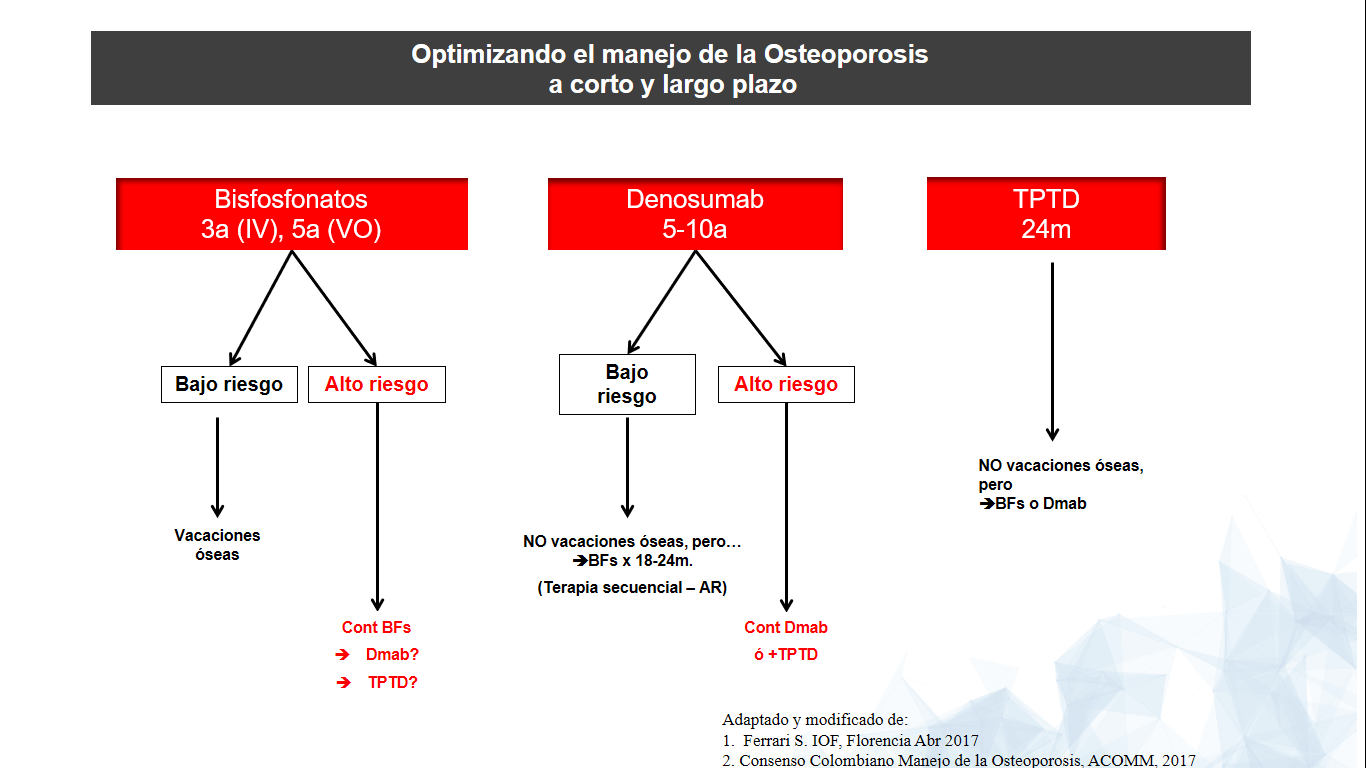 Optimizando el manejo de la Osteoporosis
a corto y largo plazo
Bisfosfonatos
3a (IV), 5a (VO)
Denosumab
5-10a
TPTD
24m
Bajo riesgo
Alto riesgo
Bajo
riesgo
Alto riesgo
Vacaciones
óseas
Cont BFs
➔ Dmab?
➔ TPTD?
NO vacaciones óseas, pero…
➔BFs x 18-24m.
(Terapia secuencial – AR)
Cont Dmab
ó +TPTD
NO vacaciones óseas,
pero
➔BFs o Dmab
Adaptado y modificado de:
1. Ferrari S. IOF, Florencia Abr 2017
2. Consenso Colombiano Manejo de la Osteoporosis, ACOMM, 2017